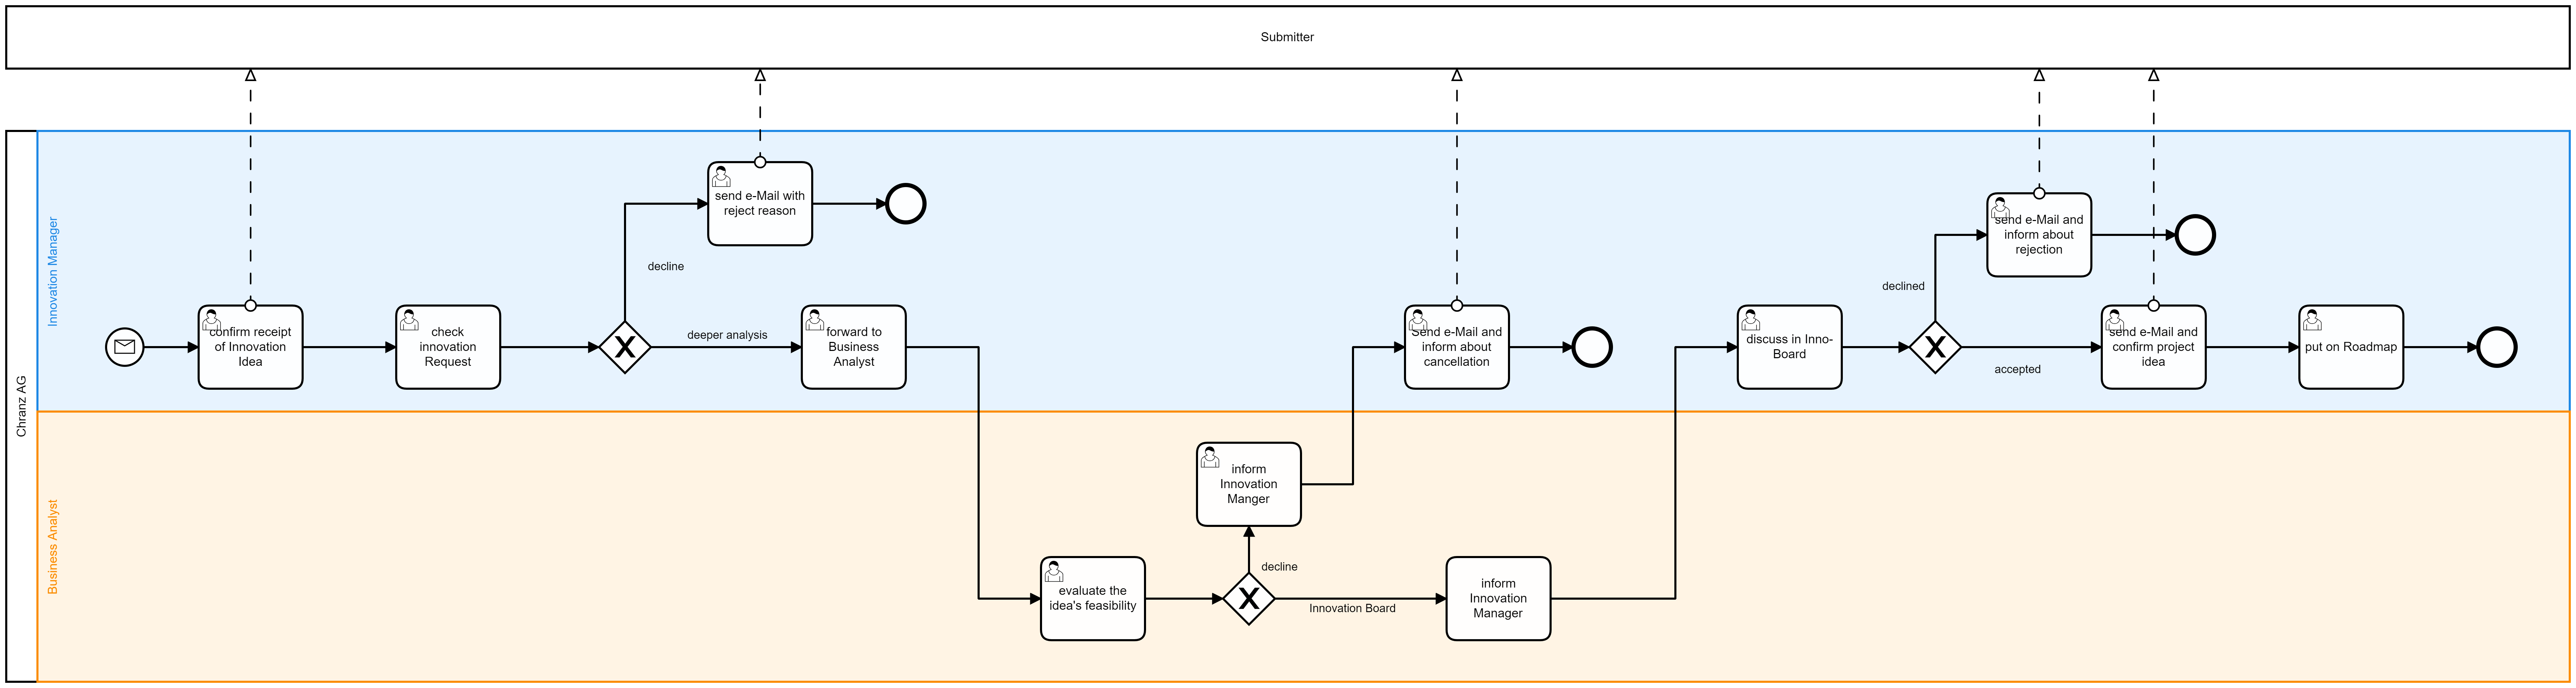 Submitter
Chranz AG
Innovation Manager
Business Analyst
confirm receipt
of Innovation
Idea
check
innovation
Request
decline
send e-Mail with
reject reason
deeper analysis
forward to
Business
Analyst
evaluate the
idea's feasibility
decline
inform
Innovation
Manger
Innovation Board
inform
Innovation
Manager
Send e-Mail and
inform about
cancellation
discuss in Inno-
Board
declined
send e-Mail and
inform about
rejection
accepted
send e-Mail and
confirm project
idea
put on Roadmap